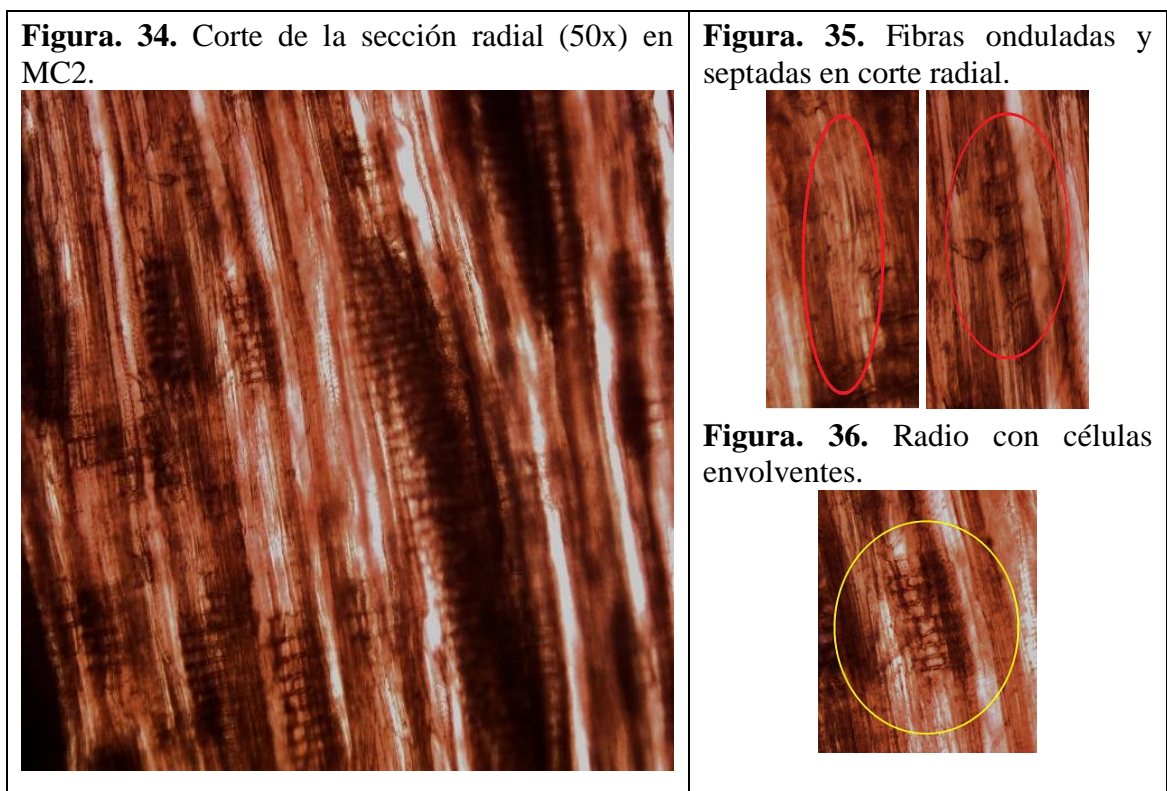 Figura. 34. Corte de la sección radial (50x) en
MC2.
Figura. 35. Fibras onduladas y
septadas en corte radial.
Figura. 36. Radio con células
envolventes.